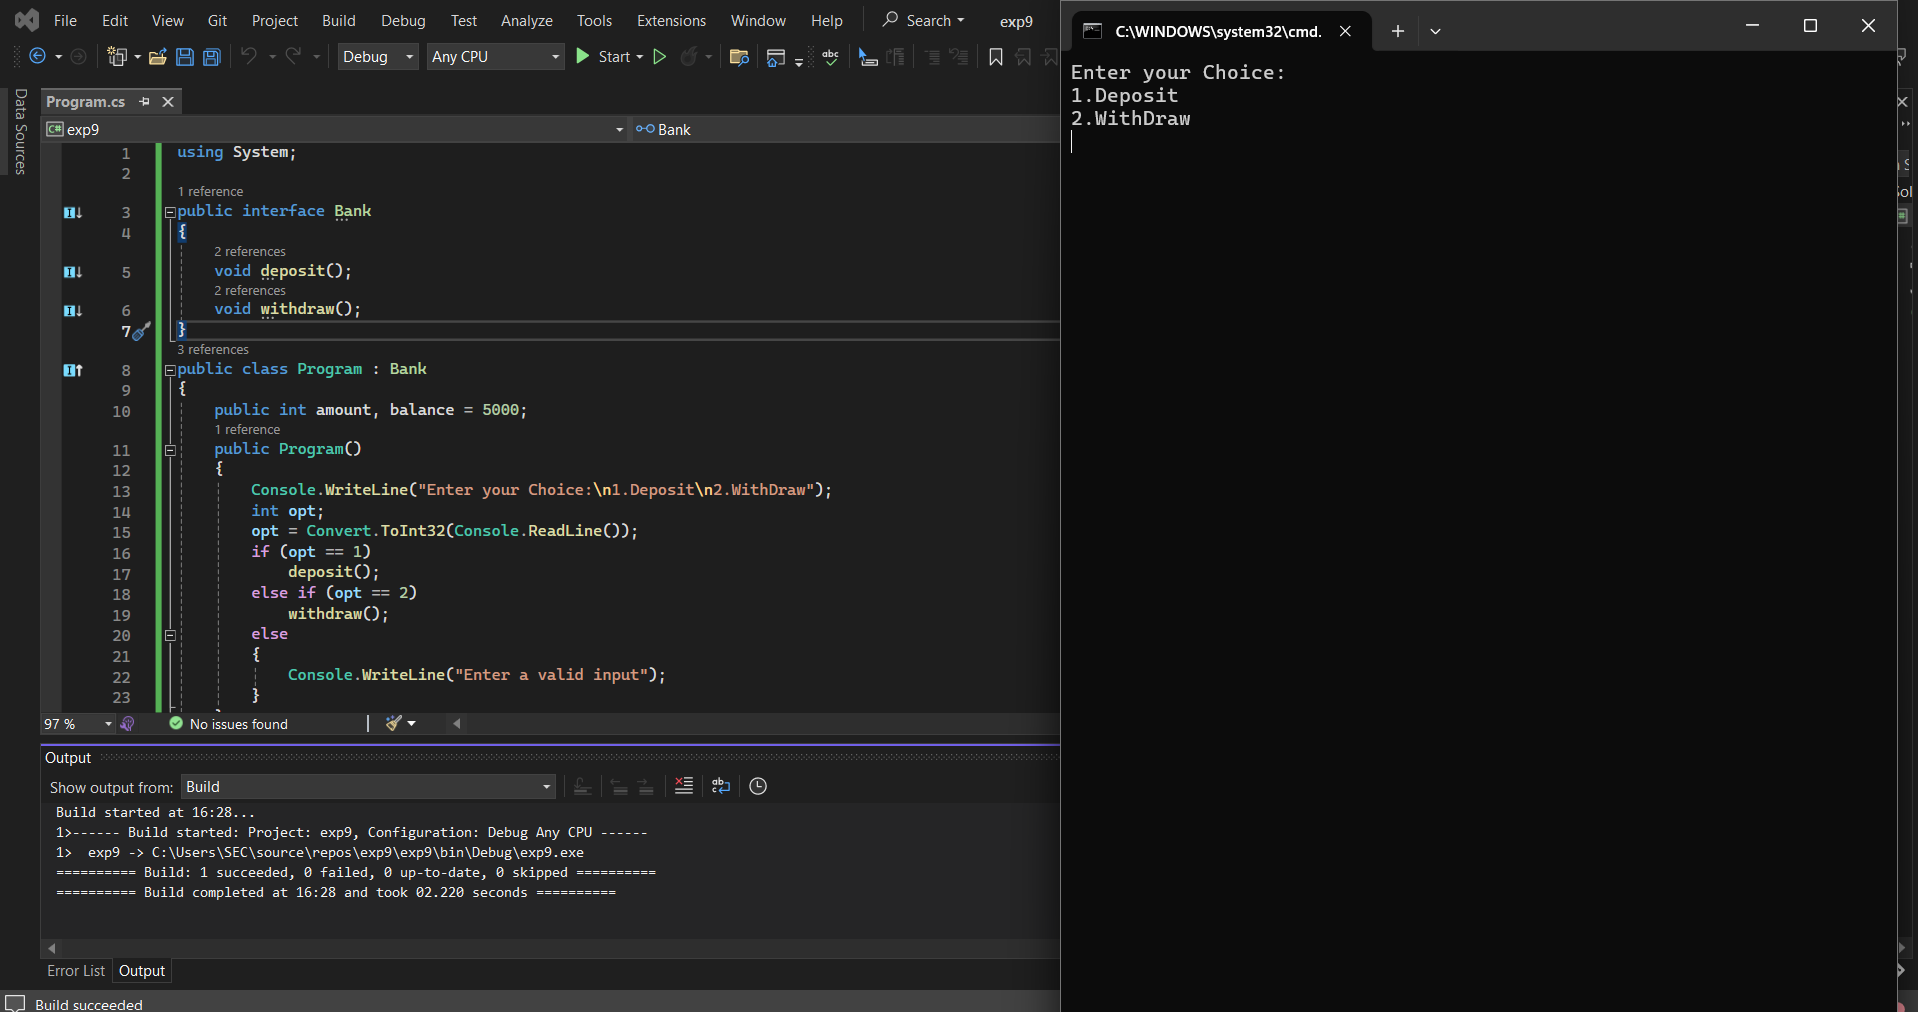 File Edit View Git Project Build Debug Test Analyze Tools Extensions Window Help Search exp9
Debug Any CPU Start
Data Sources
Program.cs
C# exp9 Bank
1 using System;
2
1 reference
3 public interface Bank
4 {
2 references
5 void deposit();
2 references
6 void withdraw();
7 }
3 references
8 public class Program : Bank
9 {
10 public int amount, balance = 5000;
1 reference
11 public Program()
12 {
13 Console.WriteLine("Enter your Choice:\n1.Deposit\n2.WithDraw");
14 int opt;
15 opt = Convert.ToInt32(Console.ReadLine());
16 if (opt == 1)
17 deposit();
18 else if (opt == 2)
19 withdraw();
20 else
21 {
22 Console.WriteLine("Enter a valid input");
23 }
97 % No issues found
Output
Show output from: Build
Build started at 16:28...
1>------ Build started: Project: exp9, Configuration: Debug Any CPU ------
1> exp9 -> C:\Users\SEC\source\repos\exp9\exp9\bin\Debug\exp9.exe
========== Build: 1 succeeded, 0 failed, 0 up-to-date, 0 skipped ==========
========== Build completed at 16:28 and took 02.220 seconds ==========
Error List Output
Build succeeded
C:\WINDOWS\system32\cmd.
Enter your Choice:
1.Deposit
2.WithDraw
Sol